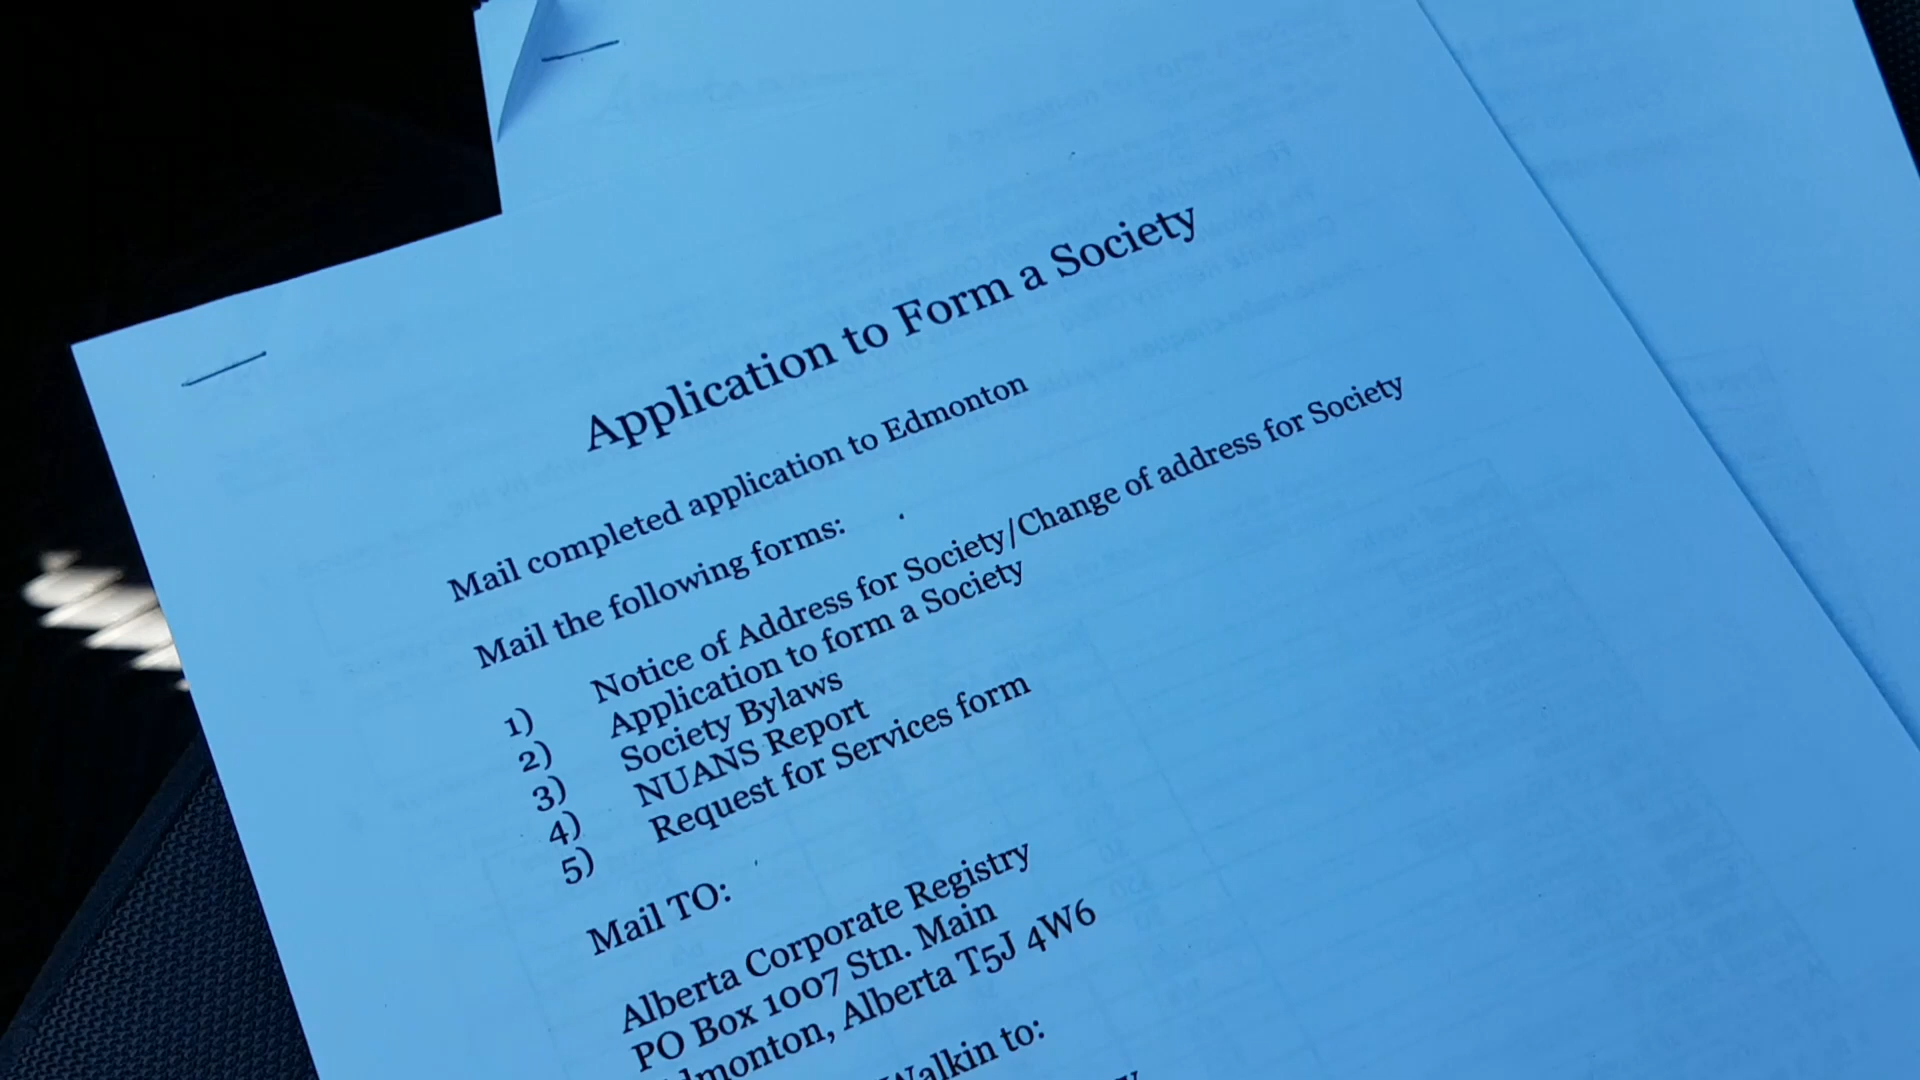 Application to Form a Society
Mail completed application to Edmonton
Mail the following forms:
1) Notice of Address for Society/Change of address for Society
2) Application to form a Society
3) Society Bylaws
4) NUANS Report
5) Request for Services form
Mail TO:
Alberta Corporate Registry
PO Box 1007 Stn. Main
dmonton, Alberta T5J 4W6
Walkin to: